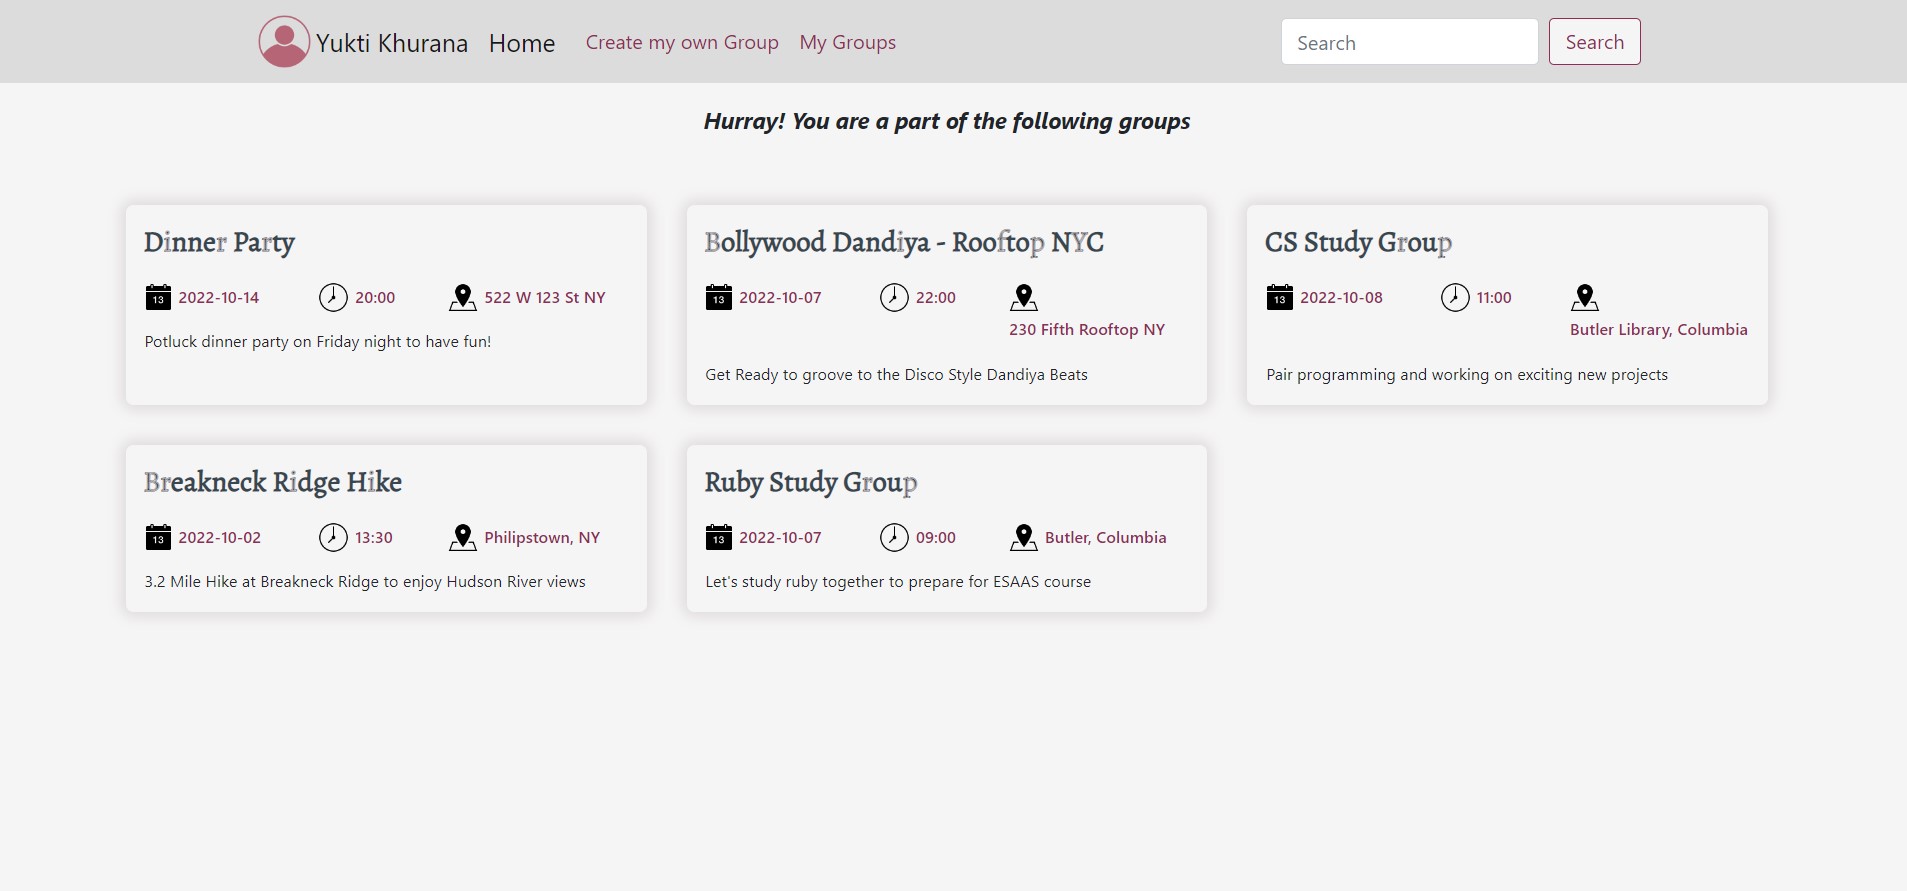 Yukti Khurana Home Create my own Group My Groups Search Search
Hurray! You are a part of the following groups
Dinner Party
13 2022-10-14 20:00 522 W 123 St NY
Potluck dinner party on Friday night to have fun!
Bollywood Dandiya - Rooftop NYC
13 2022-10-07 22:00
230 Fifth Rooftop NY
Get Ready to groove to the Disco Style Dandiya Beats
CS Study Group
13 2022-10-08 11:00
Butler Library, Columbia
Pair programming and working on exciting new projects
Breakneck Ridge Hike
13 2022-10-02 13:30 Philipstown, NY
3.2 Mile Hike at Breakneck Ridge to enjoy Hudson River views
Ruby Study Group
13 2022-10-07 09:00 Butler, Columbia
Let's study ruby together to prepare for ESAAS course